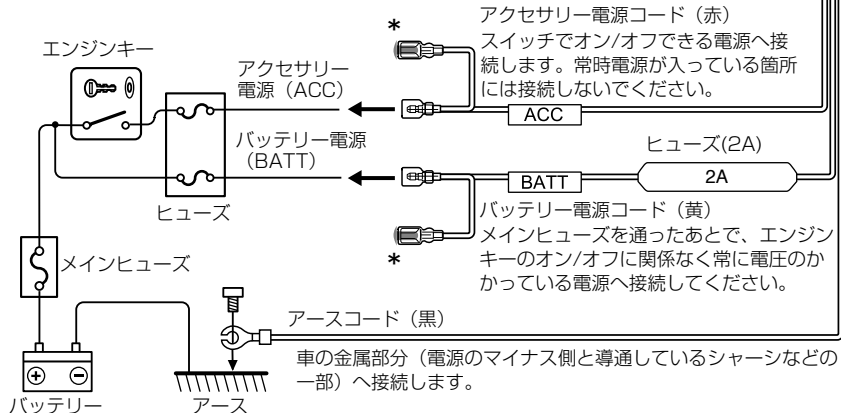 アクセサリー電源コード（赤）
スイッチでオン/オフできる電源へ接
続します。常時電源が入っている箇所
には接続しないでください。
*
エンジンキー
アクセサリー
電源（ACC）
ACC
バッテリー電源
（BATT）
ヒューズ(2A)
2A
BATT
ヒューズ
バッテリー電源コード（黄）
メインヒューズを通ったあとで、エンジン
キーのオン/オフに関係なく常に電圧のか
かっている電源へ接続してください。
*
メインヒューズ
アースコード（黒）
車の金属部分（電源のマイナス側と導通しているシャーシなどの
一部）へ接続します。
+
−
バッテリー
アース